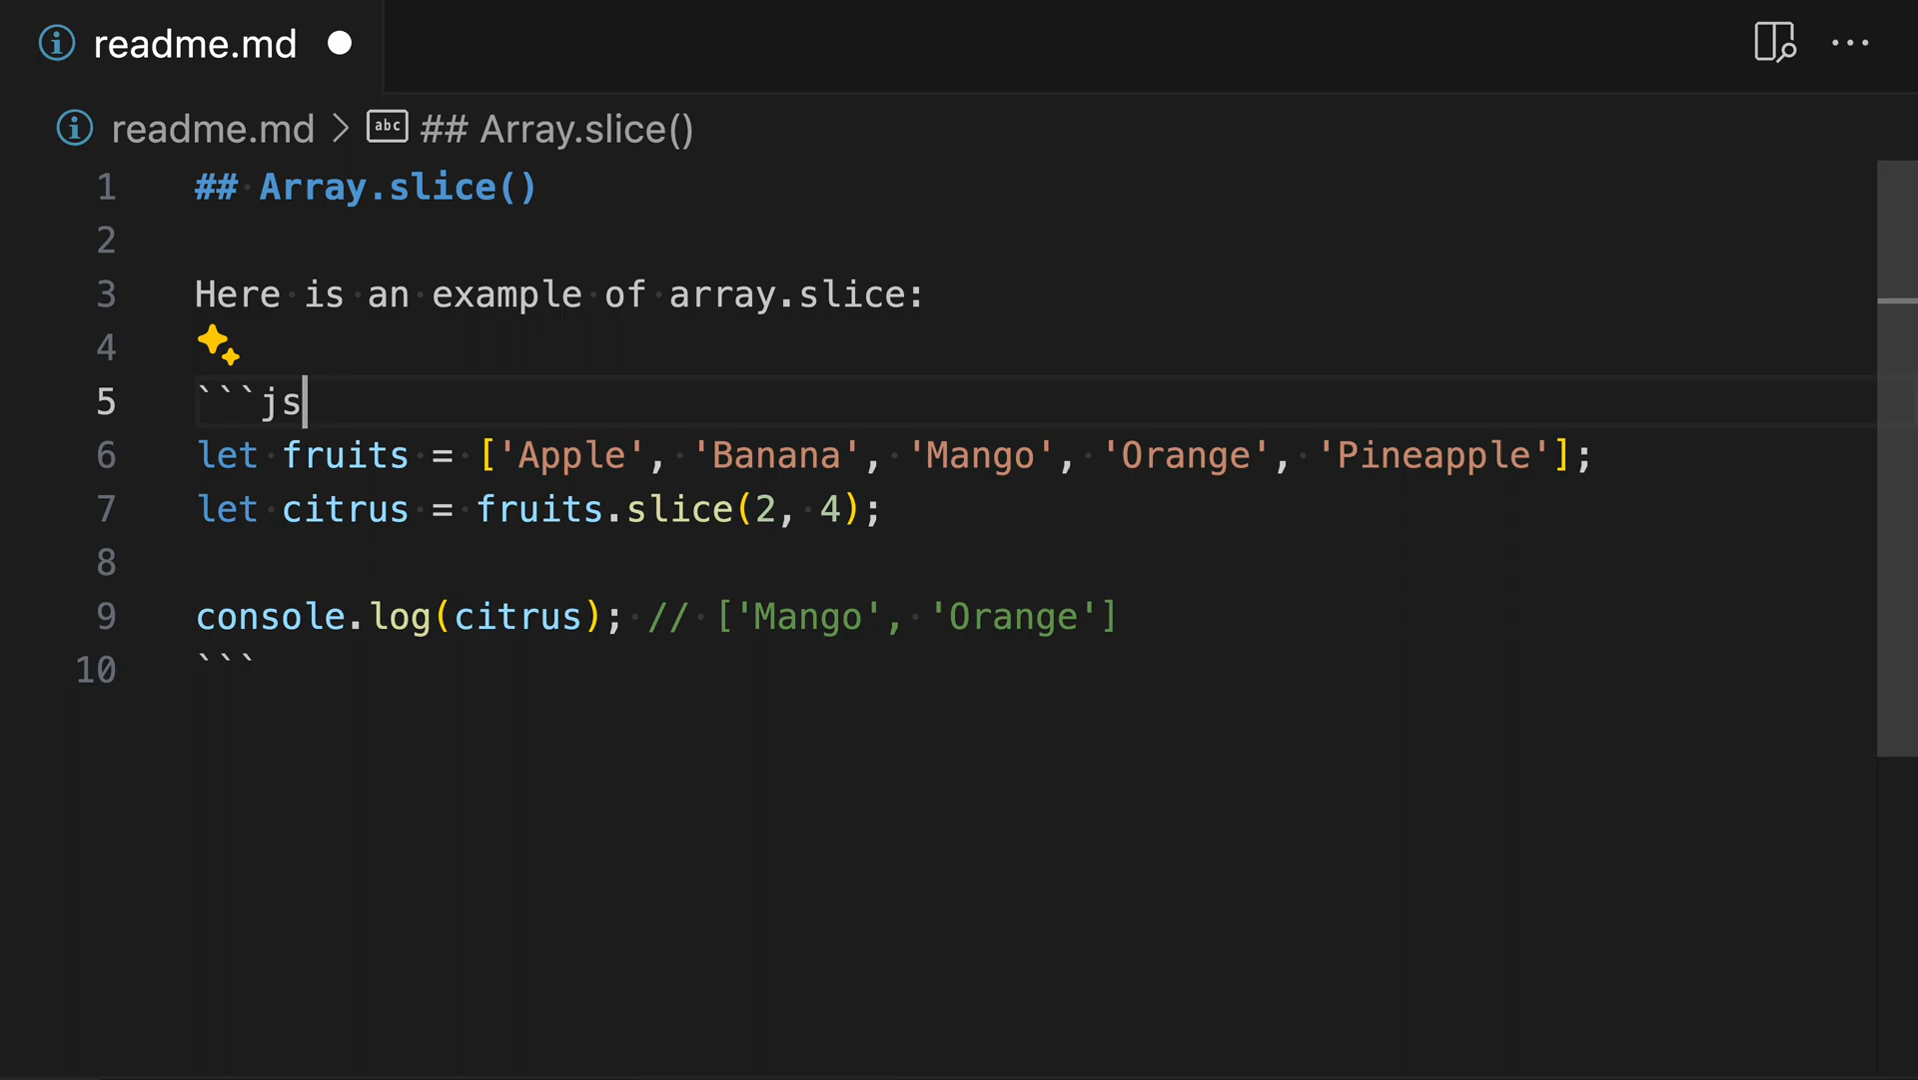 readme.md
readme.md > abc ## Array.slice()
1 ## Array.slice()
2
3 Here is an example of array.slice:
4
5 ```js
6 let fruits = ['Apple', 'Banana', 'Mango', 'Orange', 'Pineapple'];
7 let citrus = fruits.slice(2, 4);
8
9 console.log(citrus); // ['Mango', 'Orange']
10 ```